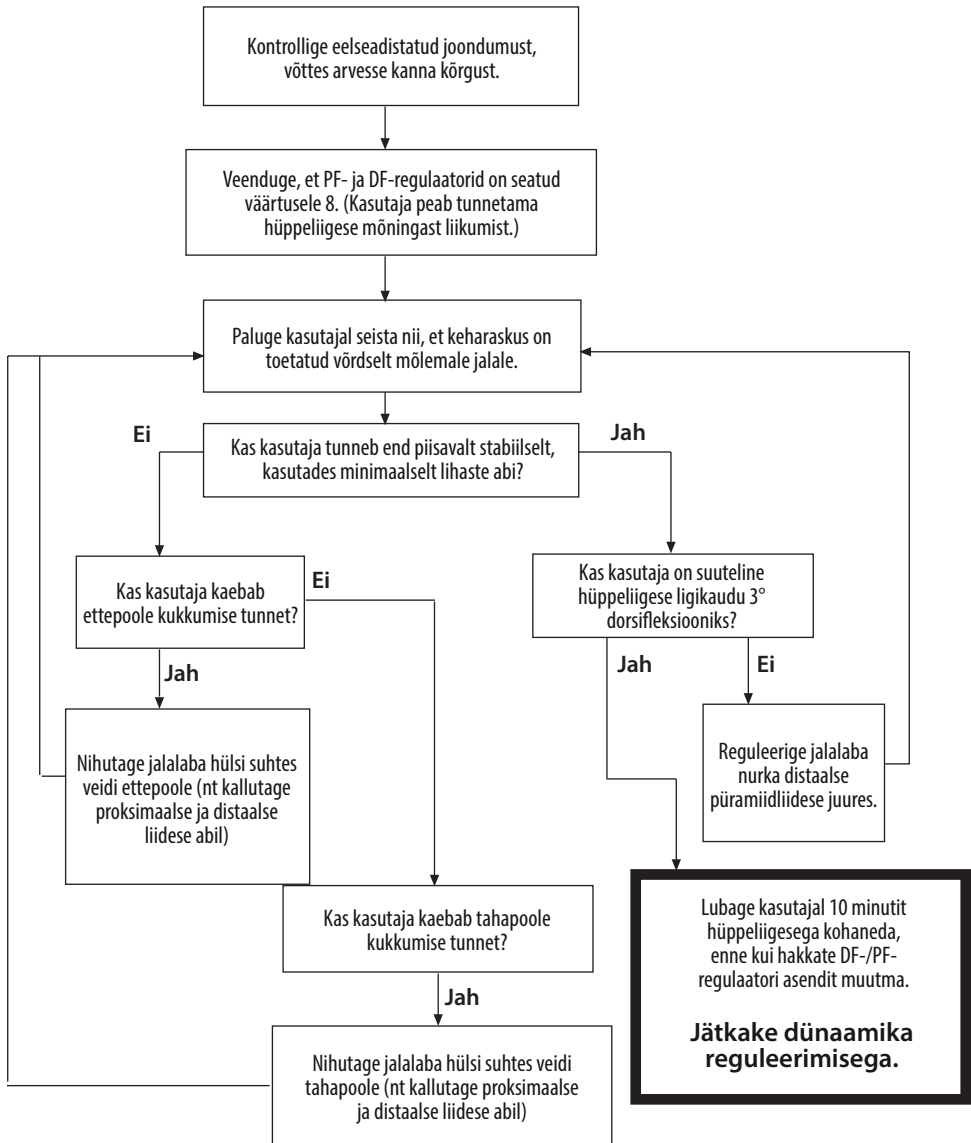 Kontrollige eelseadistatud joondumust,
võttes arvesse kanna kõrgust.
Veenduge, et PF- ja DF-regulaatorid on seatud
väärtusele 8. (Kasutaja peab tunnetama
hüppeliigese mõningast liikumist.)
Paluge kasutajal seista nii, et keharaskus on
toetatud võrdselt mõlemale jalale.
Ei
Jah
Kas kasutaja tunneb end piisavalt stabiilselt,
kasutades minimaalselt lihaste abi?
Kas kasutaja kaebab
ettepoole kukkumise tunnet?
Ei
Kas kasutaja on suuteline
hüppeliigese ligikaudu 3°
dorsifleksiooniks?
Jah
Jah
Ei
Nihutage jalalaba hülsi suhtes
veidi ettepoole (nt kallutage
proksimaalse ja distaalse
liidese abil)
Reguleerige jalalaba
nurka distaalse
püramiidliidese juures.
Kas kasutaja kaebab tahapoole
kukkumise tunnet?
Jah
Lubage kasutajal 10 minutit
hüppeliigesega kohaneda,
enne kui hakkate DF-/PF-
regulaatori asendit muutma.
Jätkake dünaamika
reguleerimisega.
Nihutage jalalaba hülsi suhtes veidi
tahapoole (nt kallutage proksimaalse
ja distaalse liidese abil)